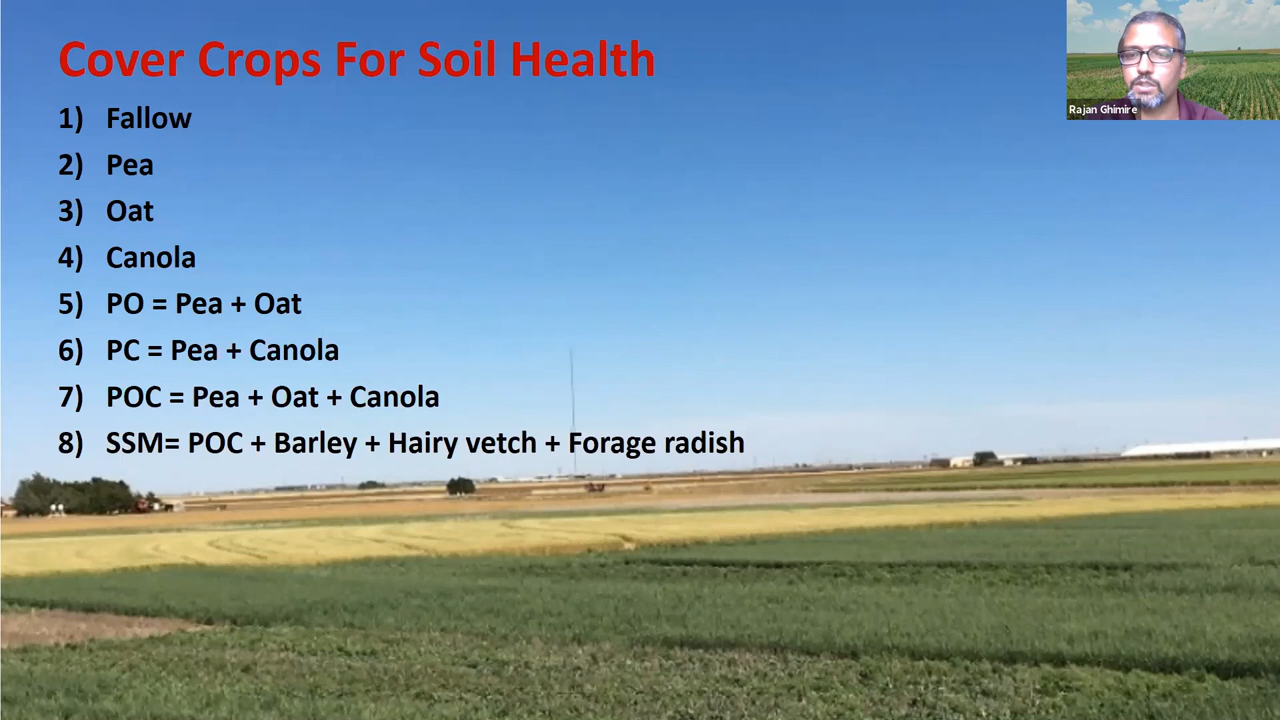 Cover Crops For Soil Health
1) Fallow
2) Pea
3) Oat
4) Canola
5) PO = Pea + Oat
6) PC = Pea + Canola
7) POC = Pea + Oat + Canola
8) SSM= POC + Barley + Hairy vetch + Forage radish
Rajan Ghimire